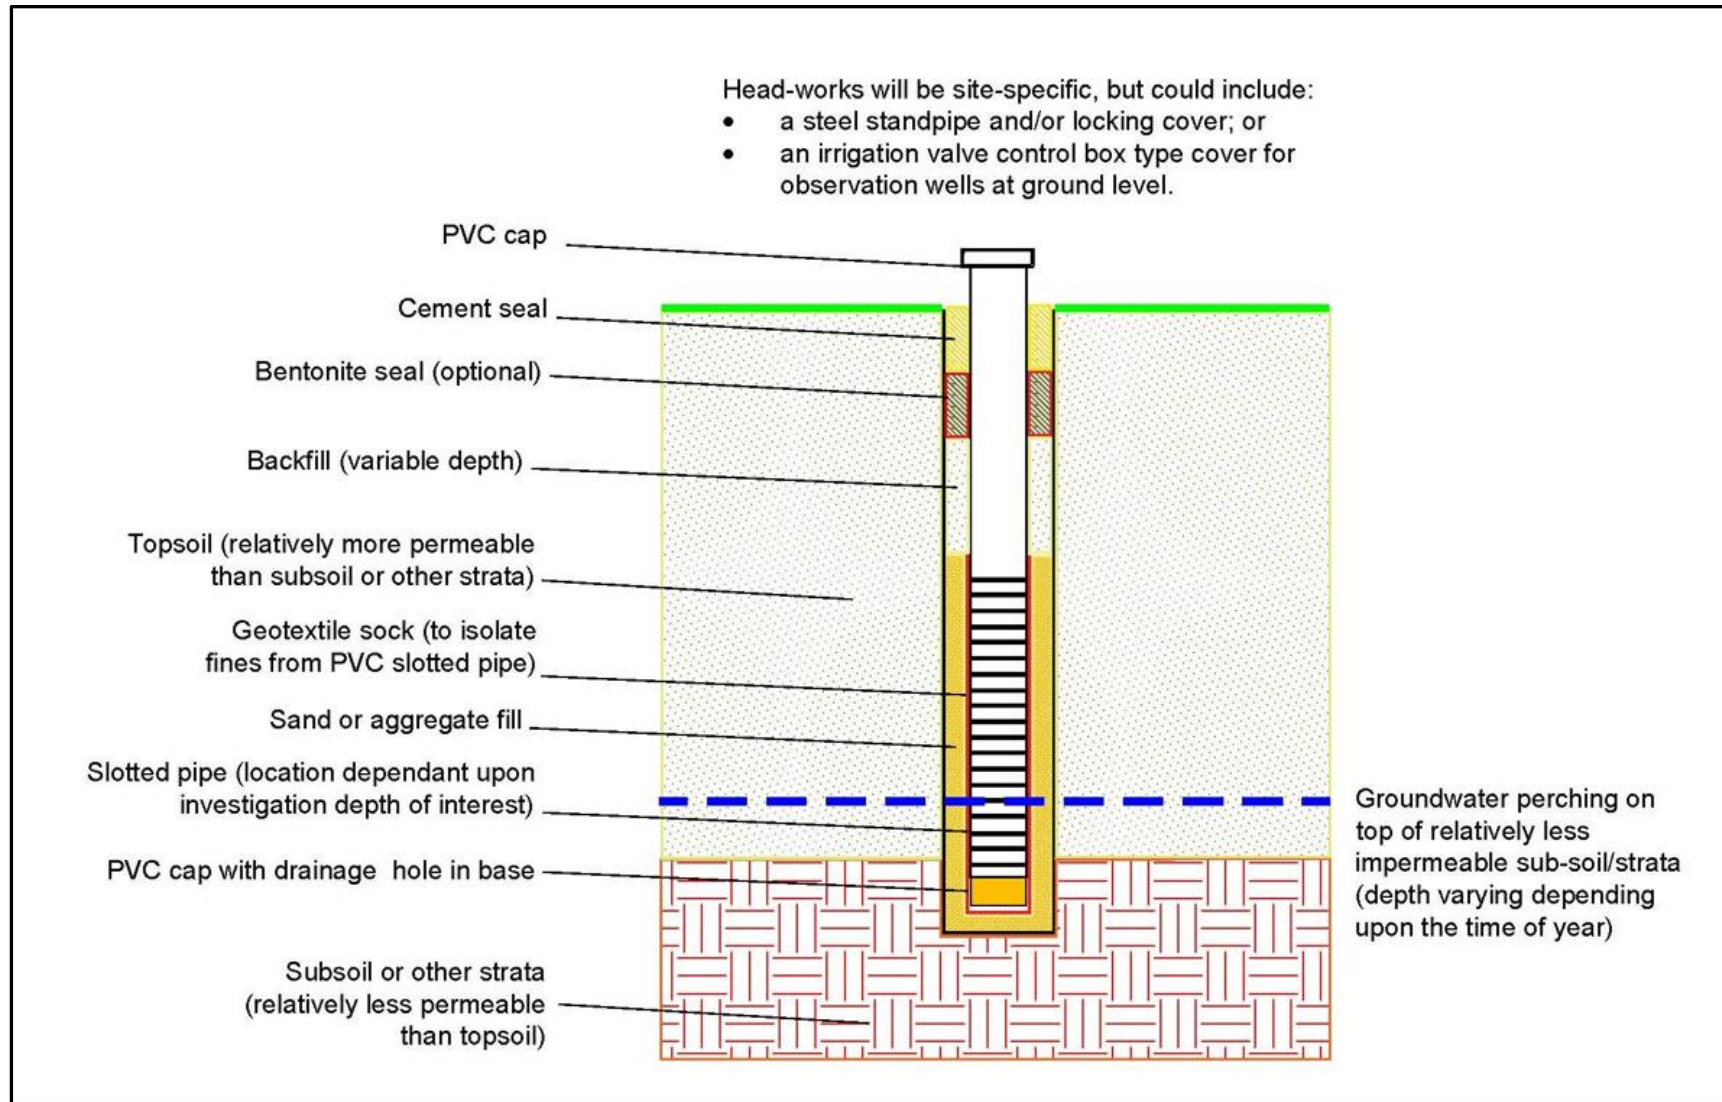 Head-works will be site-specific, but could include:
• a steel standpipe and/or locking cover; or
• an irrigation valve control box type cover for
observation wells at ground level.
PVC cap
Cement seal
Bentonite seal (optional)
Backfill (variable depth)
Topsoil (relatively more permeable
than subsoil or other strata)
Geotextile sock (to isolate
fines from PVC slotted pipe)
Sand or aggregate fill
Slotted pipe (location dependant upon
investigation depth of interest)
PVC cap with drainage hole in base
Subsoil or other strata
(relatively less permeable
than topsoil)
Groundwater perching on
top of relatively less
impermeable sub-soil/strata
(depth varying depending
upon the time of year)